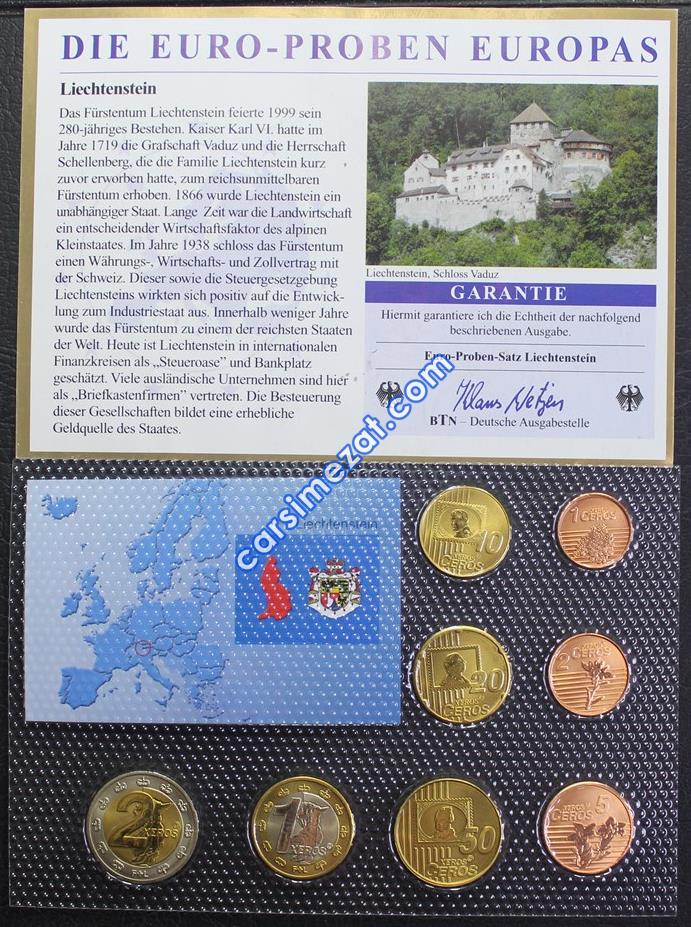 DIE EURO-PROBEN EUROPAS
Liechtenstein
Das Fürstentum Liechtenstein feierte 1999 sein
280-jähriges Bestehen. Kaiser Karl VI. hatte im
Jahre 1719 die Grafschaft Vaduz und die Herrschaft
Schellenberg, die die Familie Liechtenstein kurz
zuvor erworben hatte, zum reichsunmittelbaren
Fürstentum erhoben. 1866 wurde Liechtenstein ein
unabhängiger Staat. Lange Zeit war die Landwirtschaft
ein entscheidender Wirtschaftsfaktor des alpinen
Kleinstaates. Im Jahre 1938 schloss das Fürstentum
einen Währungs-, Wirtschafts- und Zollvertrag mit
der Schweiz. Dieser sowie die Steuergesetzgebung
Liechtensteins wirkten sich positiv auf die Entwick-
lung zum Industriestaat aus. Innerhalb weniger Jahre
wurde das Fürstentum zu einem der reichsten Staaten
der Welt. Heute ist Liechtenstein in internationalen
Finanzkreisen als „Steueroase” und Bankplatz
geschätzt. Viele ausländische Unternehmen sind hier
als „Briefkastenfirmen” vertreten. Die Besteuerung
dieser Gesellschaften bildet eine erhebliche
Geldquelle des Staates.
Liechtenstein, Schloss Vaduz
GARANTIE
Hiermit garantiere ich die Echtheit der nachfolgend
beschriebenen Ausgabe.
Euro-Proben-Satz Liechtenstein
Klaus Netzen
BTN – Deutsche Ausgabestelle
carsimezat.com
Liechtenstein
10
XEROS
CEROS
1
XEROS
CEROS
20
XEROS
CEROS
2
XEROS
CEROS
2
XEROS
1
XEROS
50
XEROS
CEROS
5
XEROS
CEROS